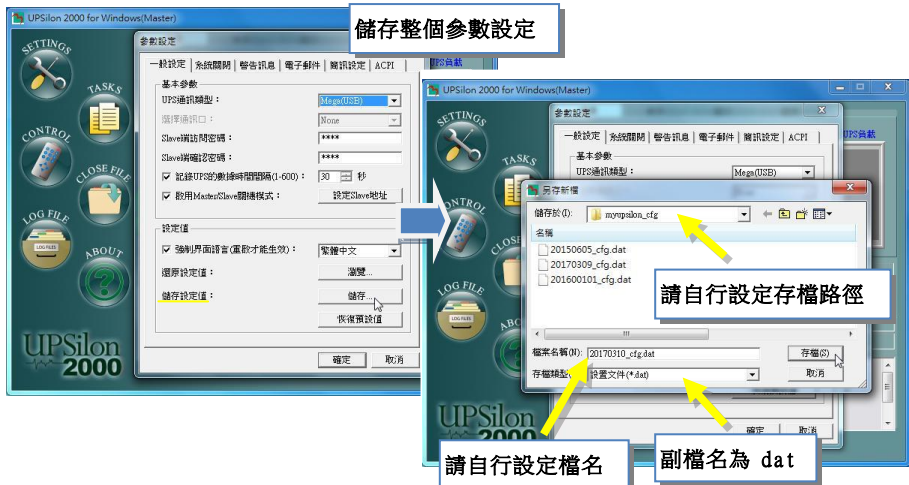 儲存整個參數設定
UPSilon 2000 for Windows(Master)
SETTINGS
TASKS
CONTROL
CLOSE FILE
LOG FILE
LOG FILES
ABOUT
UPSilon
2000
參數設定
一般設定 系統關閉 警告訊息 電子郵件 簡訊設定 ACPI
基本參數
UPS通訊類型: Mega(USB)
選擇通訊口: None
Slave端訪問密碼: ****
Slave端確認密碼: ****
記錄UPS的數據時間間隔(1-600): 30 秒
啟用Master/Slave關機模式: 設定Slave地址
設定值
強制界面語言(重啟才能生效): 繁體中文
還原設定值: 瀏覽...
儲存設定值: 儲存...
恢復預設值
確定 取消
UPS負載
UPSilon 2000 for Windows(Master)
SETTINGS
TASKS
LOG FILES
UPSilon
2000
參數設定
一般設定 系統關閉 警告訊息 電子郵件 簡訊設定 ACPI
基本參數
UPS通訊類型: Mega(USB)
UPS負載
另存新檔
儲存於(I): myupsilon_cfg
名稱
20150605_cfg.dat
20170309_cfg.dat
201600101_cfg.dat
檔案名稱(N): 20170310_cfg.dat 存檔(S)
存檔類型 設置文件(*.dat) 取消
確定 取消
請自行設定存檔路徑
請自行設定檔名
副檔名為 dat